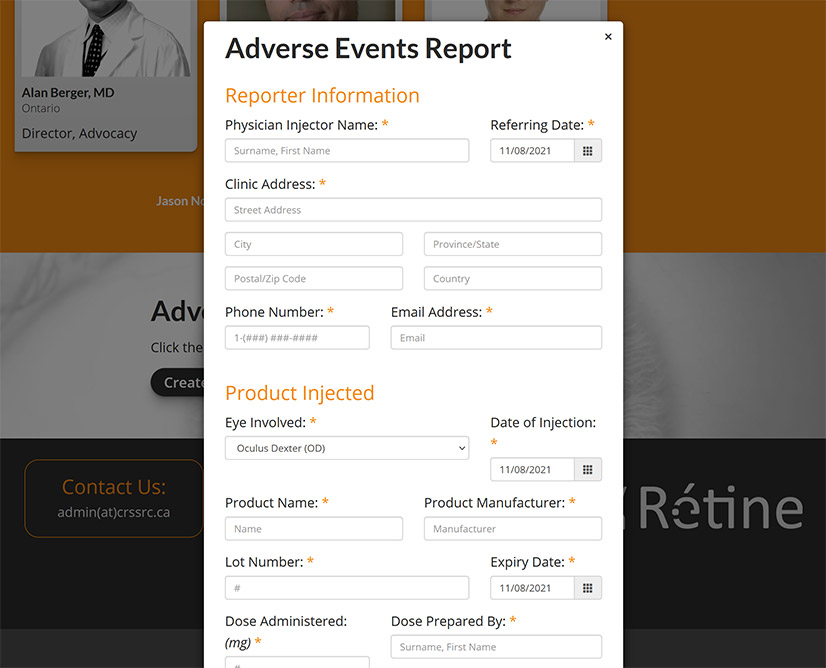 Adverse Events Report
×
Reporter Information
Physician Injector Name: *
Referring Date: *
Surname, First Name
11/08/2021
Clinic Address: *
Street Address
City
Province/State
Postal/Zip Code
Country
Phone Number: *
Email Address: *
1-(###) ###-####
Email
Product Injected
Eye Involved: *
Date of Injection:
*
Oculus Dexter (OD)
11/08/2021
Product Name: *
Product Manufacturer: *
Name
Manufacturer
Lot Number: *
Expiry Date: *
#
11/08/2021
Dose Administered:
(mg) *
Dose Prepared By: *
Surname, First Name
#
Alan Berger, MD
Ontario
Director, Advocacy
Jason No
Adve
Click the
Create
Contact Us:
admin(at)crssrc.ca
Rétine